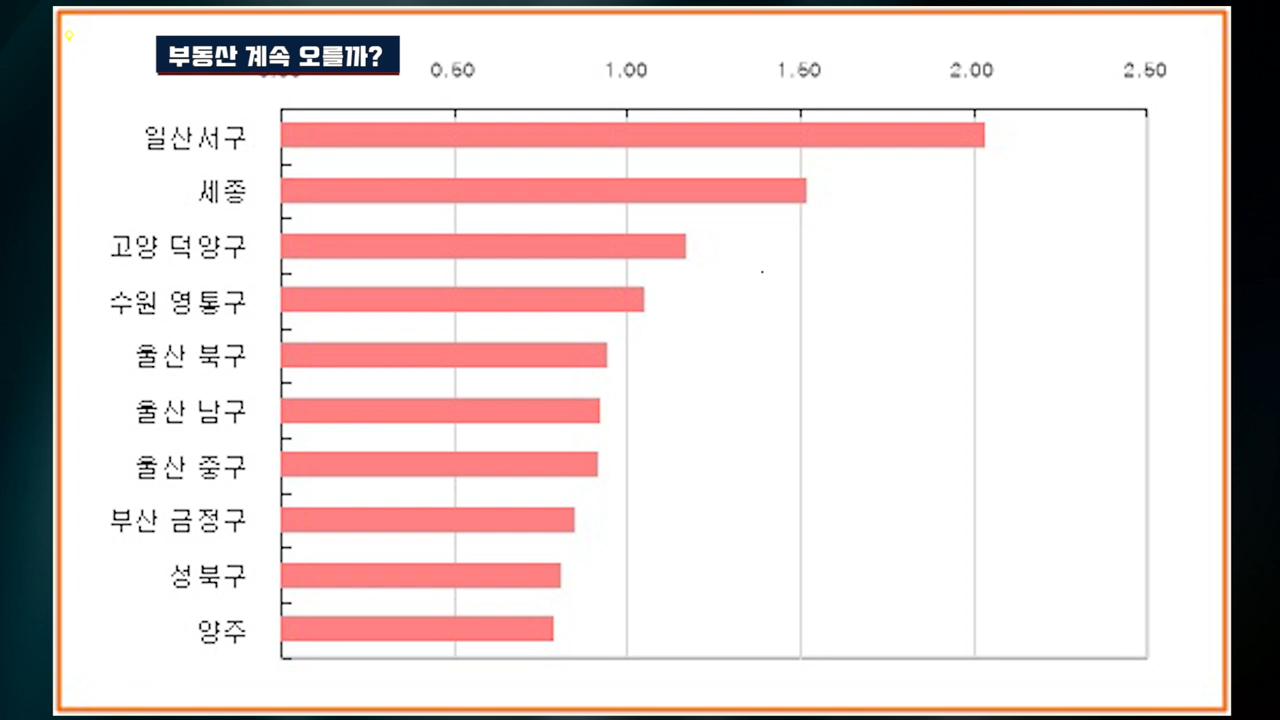 부동산 계속 오를까?
0.50 1.00 1.50 2.00 2.50
일산서구
세종
고양 덕양구
수원 영통구
울산 북구
울산 남구
울산 중구
부산 금정구
성북구
양주